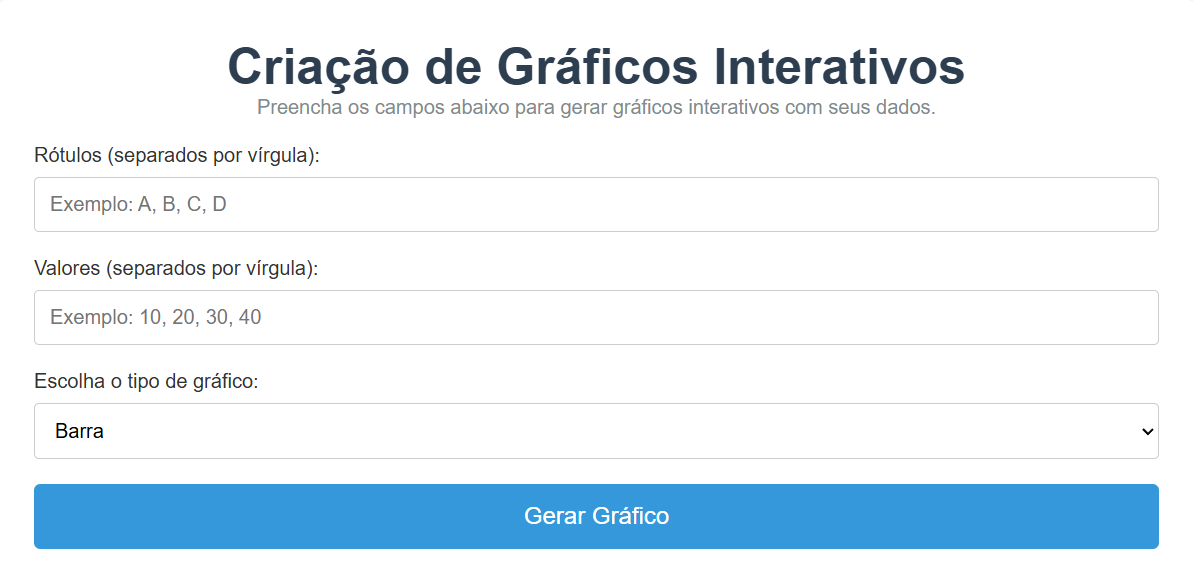 Criação de Gráficos Interativos
Preencha os campos abaixo para gerar gráficos interativos com seus dados.
Rótulos (separados por vírgula):
Exemplo: A, B, C, D
Valores (separados por vírgula):
Exemplo: 10, 20, 30, 40
Escolha o tipo de gráfico:
Barra
Gerar Gráfico